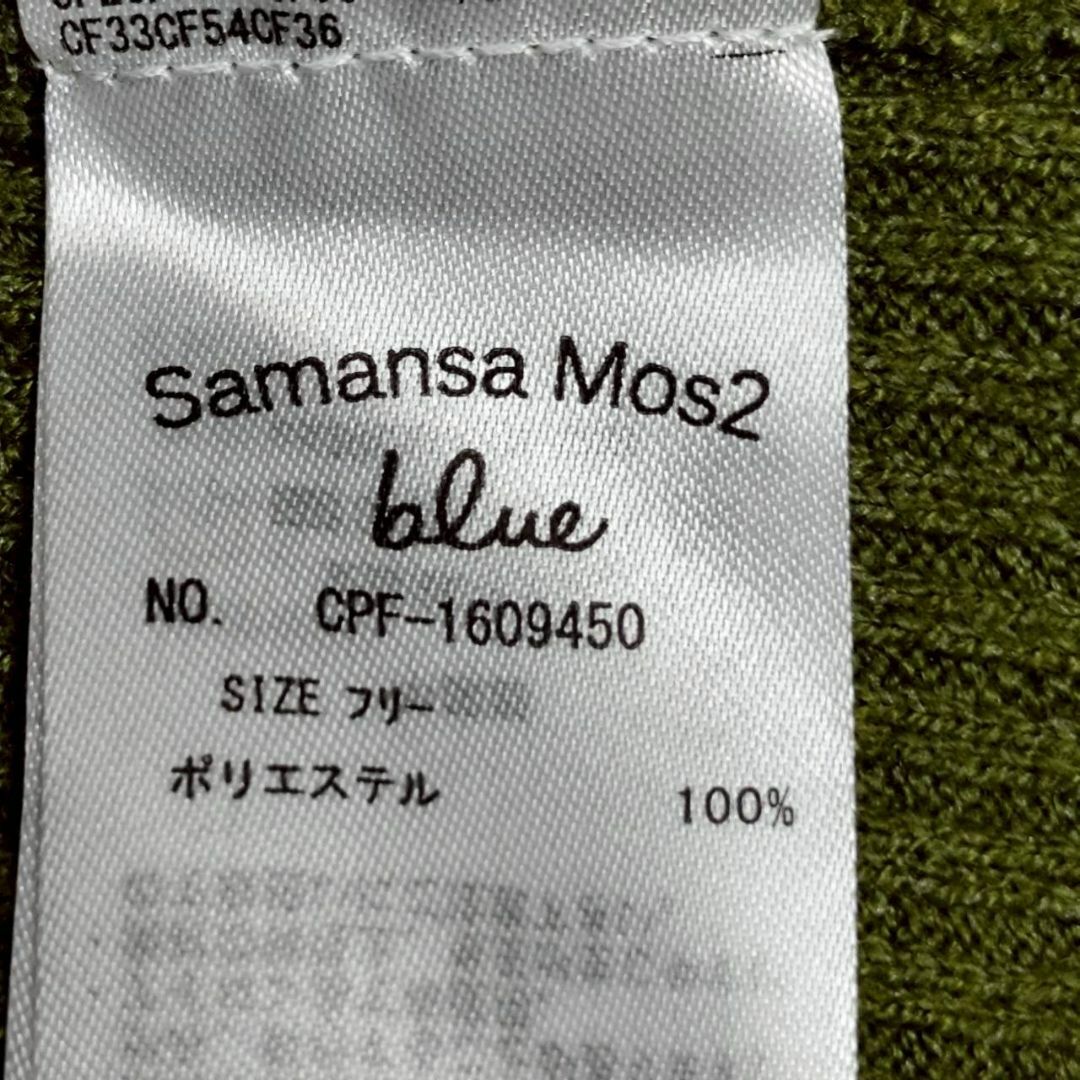 CF33CF54CF36
Samansa Mos2
blue
NO. CPF-1609450
SIZE フリー
ポリエステル 100%